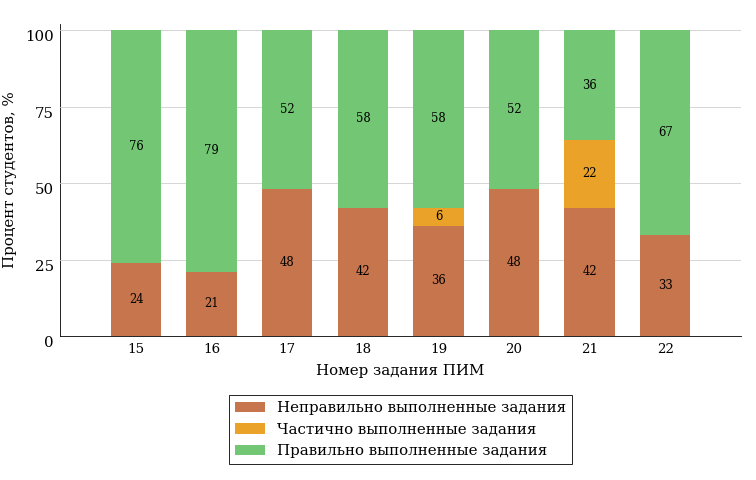 100
75
50
25
0
Процент студентов, %
76 79 52 58 58 52 36 67
6 22
24 21 48 42 36 48 42 33
15 16 17 18 19 20 21 22
Номер задания ПИМ
Неправильно выполненные задания
Частично выполненные задания
Правильно выполненные задания